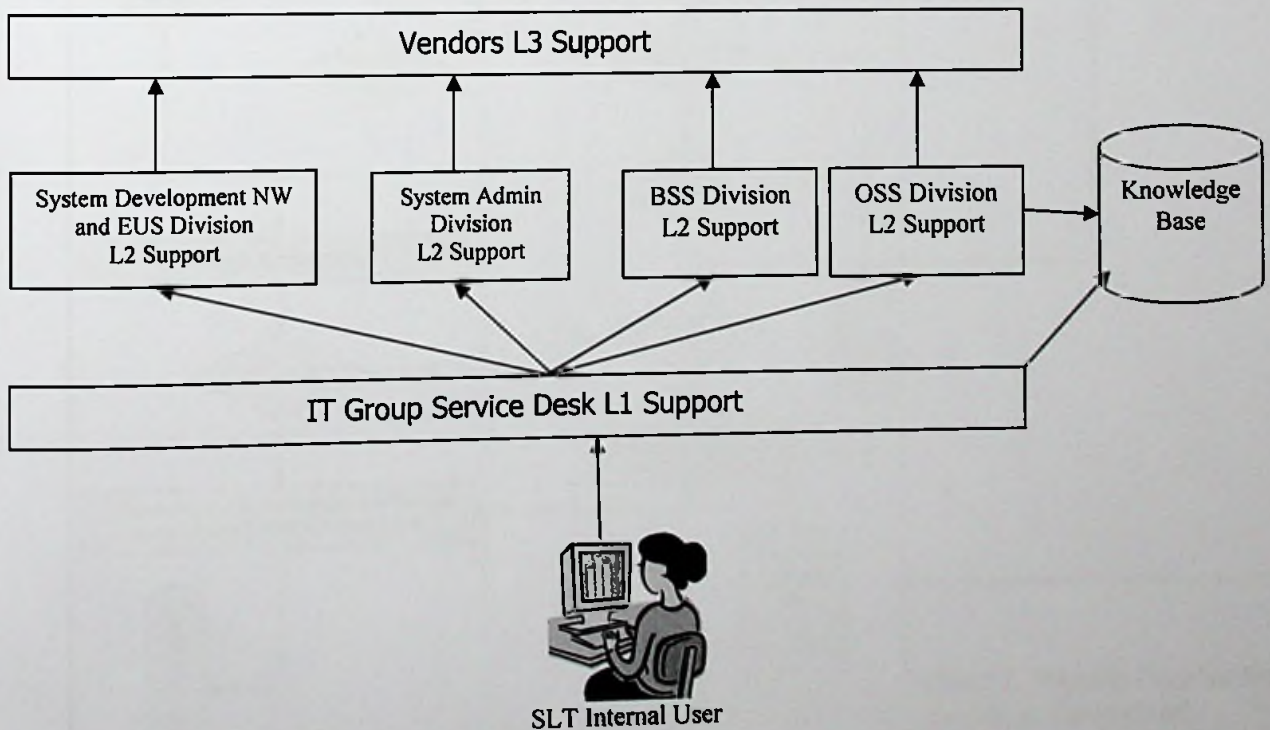 Vendors L3 Support
System Development NW
and EUS Division
L2 Support
System Admin
Division
L2 Support
BSS Division
L2 Support
OSS Division
L2 Support
Knowledge
Base
IT Group Service Desk L1 Support
SLT Internal User